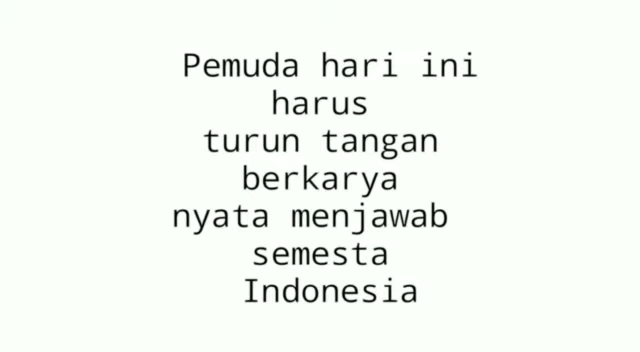 Pemuda hari ini
harus
turun tangan
berkarya
nyata menjawab
semesta
Indonesia